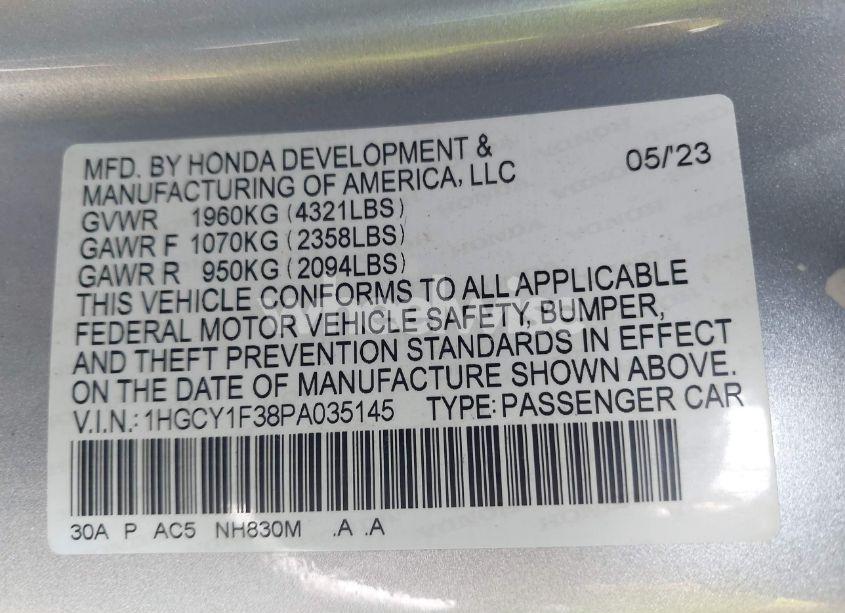 MFD. BY HONDA DEVELOPMENT & 05/'23
MANUFACTURING OF AMERICA, LLC
GVWR 1960KG (4321LBS)
GAWR F 1070KG (2358LBS)
GAWR R 950KG (2094LBS)
THIS VEHICLE CONFORMS TO ALL APPLICABLE
FEDERAL MOTOR VEHICLE SAFETY, BUMPER,
AND THEFT PREVENTION STANDARDS IN EFFECT
ON THE DATE OF MANUFACTURE SHOWN ABOVE.
V.I.N.: 1HGCY1F38PA035145 TYPE: PASSENGER CAR
30A P AC5 NH830M .A .A